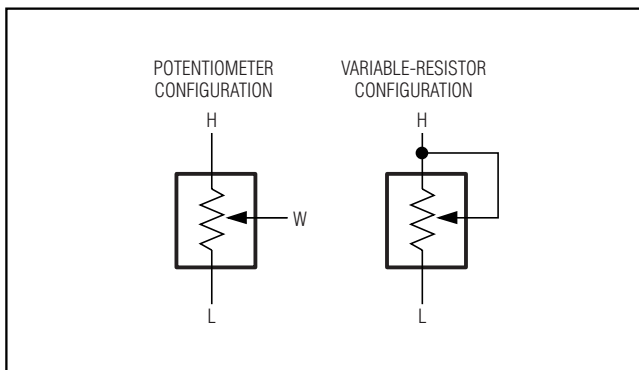 POTENTIOMETER
CONFIGURATION
H
W
L
VARIABLE-RESISTOR
CONFIGURATION
H
L